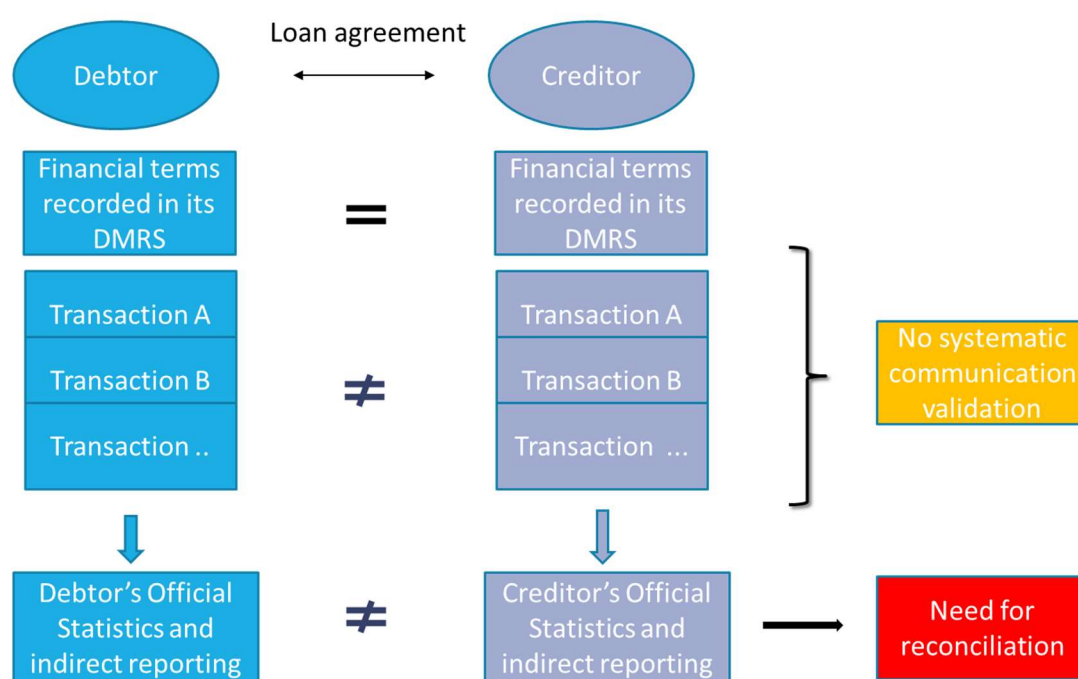 Loan agreement
Debtor
Creditor
Financial terms
recorded in its
DMRS
=
Financial terms
recorded in its
DMRS
Transaction A
Transaction B
Transaction ..
≠
Transaction A
Transaction B
Transaction ...
No systematic
communication
validation
Debtor's Official
Statistics and
indirect reporting
≠
Creditor's Official
Statistics and
indirect reporting
Need for
reconciliation